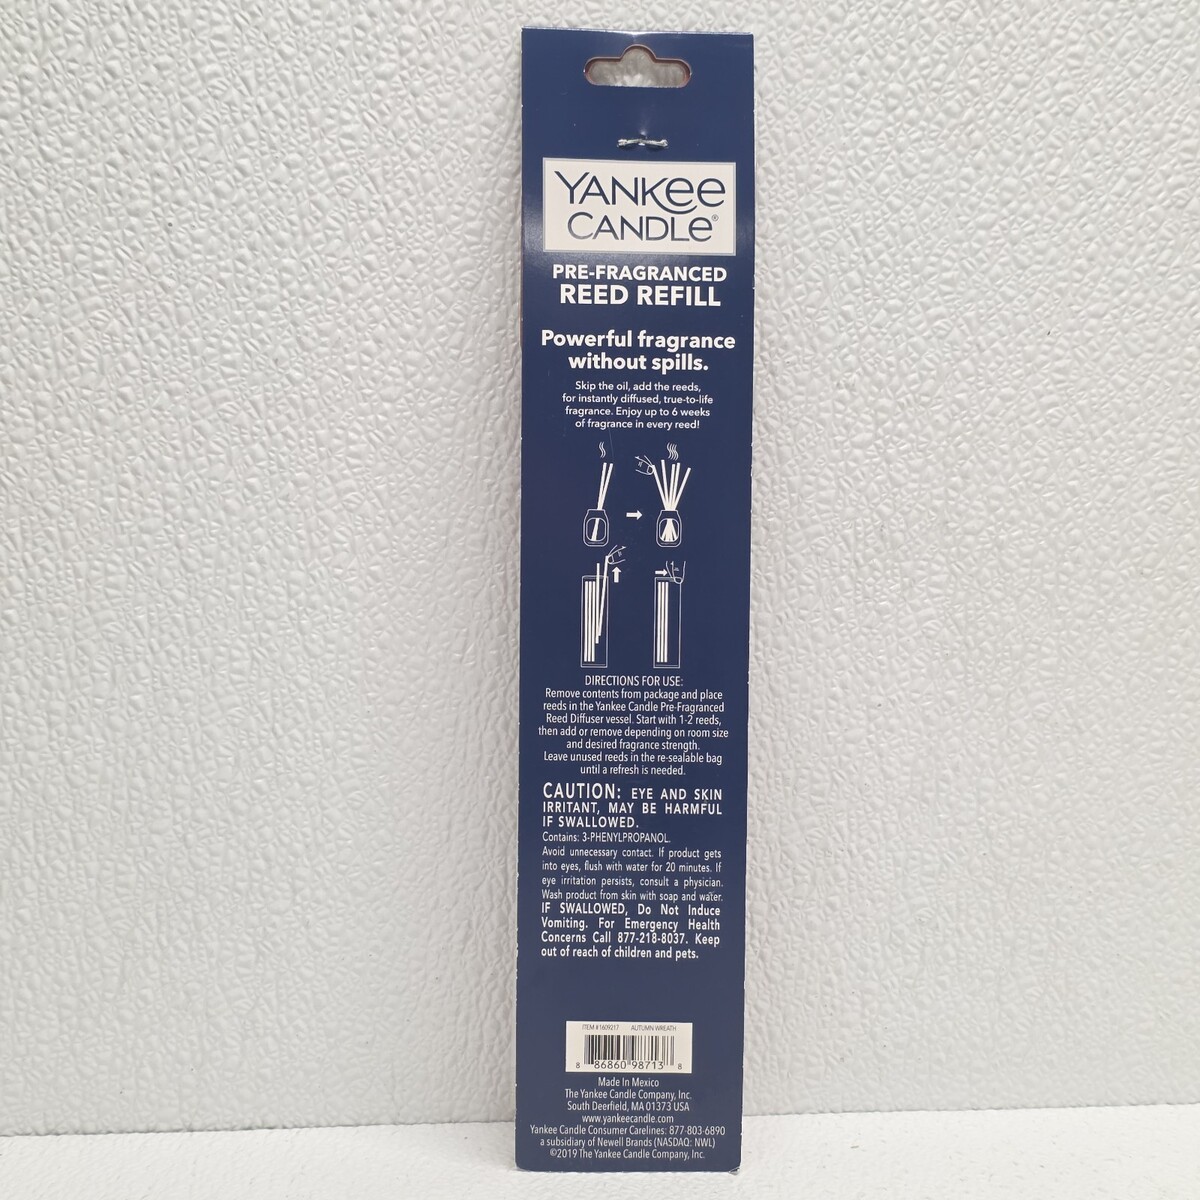 YANKEE
CANDLE®
PRE-FRAGRANCED
REED REFILL
Powerful fragrance
without spills.
Skip the oil, add the reeds,
for instantly diffused, true-to-life
fragrance. Enjoy up to 6 weeks
of fragrance in every reed!
DIRECTIONS FOR USE:
Remove contents from package and place
reeds in the Yankee Candle Pre-Fragranced
Reed Diffuser vessel. Start with 1-2 reeds,
then add or remove depending on room size
and desired fragrance strength.
Leave unused reeds in the re-sealable bag
until a refresh is needed.
CAUTION: EYE AND SKIN
IRRITANT, MAY BE HARMFUL
IF SWALLOWED.
Contains: 3-PHENYLPROPANOL.
Avoid unnecessary contact. If product gets
into eyes, flush with water for 20 minutes. If
eye irritation persists, consult a physician.
Wash product from skin with soap and water.
IF SWALLOWED, Do Not Induce
Vomiting. For Emergency Health
Concerns Call 877-218-8037. Keep
out of reach of children and pets.
ITEM #1609217 AUTUMN WREATH
8 86860 98713 8
Made In Mexico
The Yankee Candle Company, Inc.
South Deerfield, MA 01373 USA
www.yankeecandle.com
Yankee Candle Consumer Carelines: 877-803-6890
a subsidiary of Newell Brands (NASDAQ: NWL)
©2019 The Yankee Candle Company, Inc.